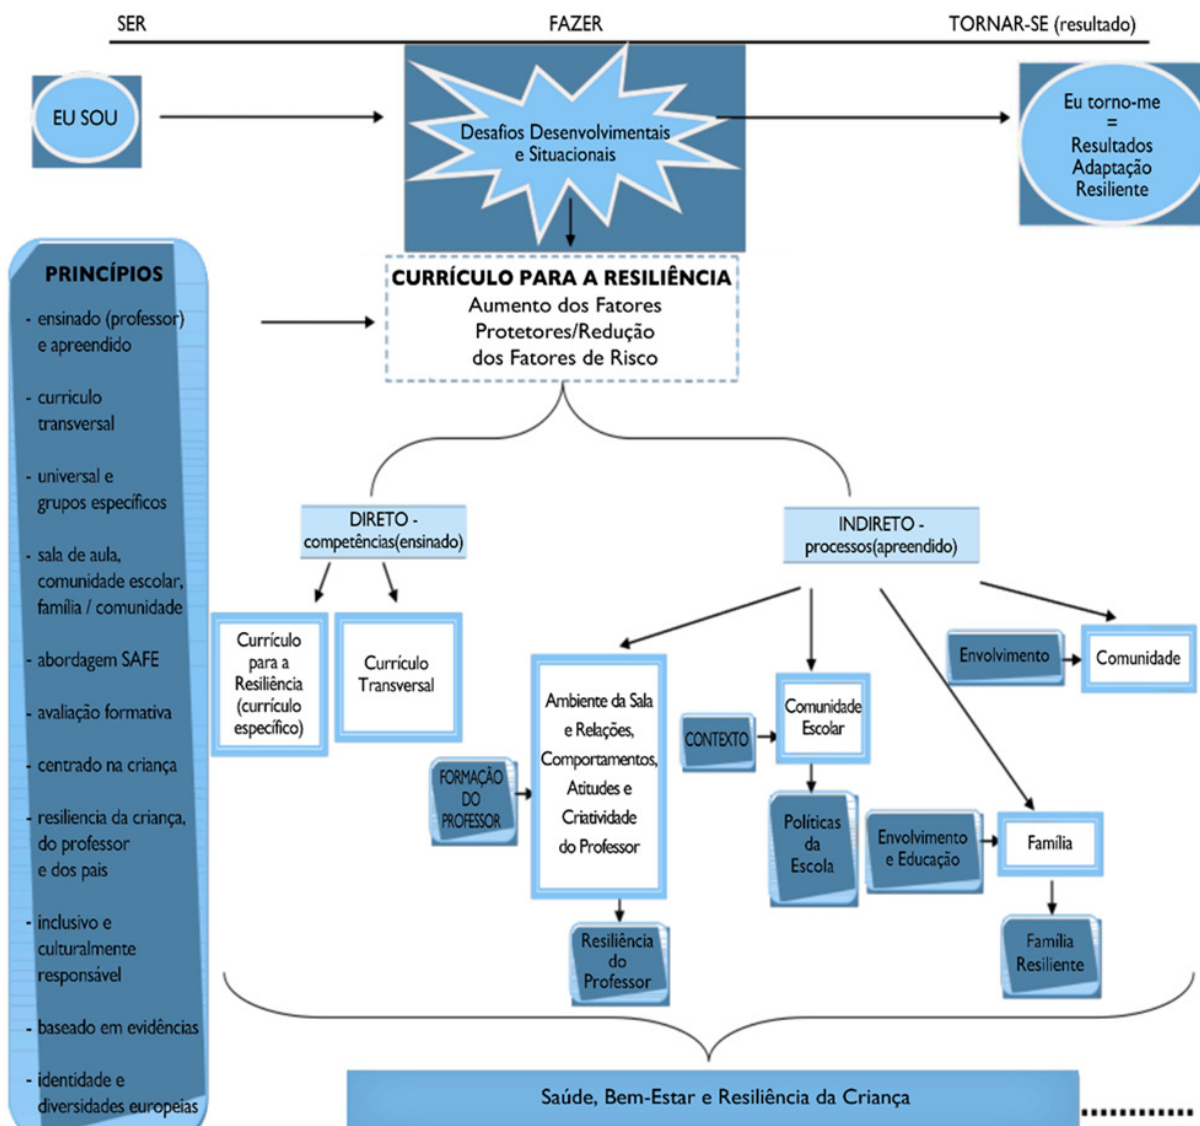 SER
FAZER
TORNAR-SE (resultado)
EU SOU
Desafios Desenvolvimentais
e Situacionais
Eu torno-me
=
Resultados
Adaptação
Resiliente
PRINCÍPIOS
- ensinado (professor)
e apreendido
- curriculo
transversal
- universal e
grupos específicos
- sala de aula,
comunidade escolar,
família / comunidade
- abordagem SAFE
- avaliação formativa
- centrado na criança
- resiliencia da criança,
do professor
e dos pais
- inclusivo e
culturalmente
responsável
- baseado em evidências
- identidade e
diversidades europeias
CURRÍCULO PARA A RESILIÊNCIA
Aumento dos Fatores
Protetores/Redução
dos Fatores de Risco
DIRETO -
competências(ensinado)
INDIRETO -
processos(apreendido)
Currículo
para a
Resiliência
(currículo
específico)
Currículo
Transversal
FORMAÇÃO
DO
PROFESSOR
Ambiente da Sala
e Relações,
Comportamentos,
Atitudes e
Criatividade
do Professor
Resiliência
do
Professor
CONTEXTO
Comunidade
Escolar
Políticas
da
Escola
Envolvimento
e Educação
Família
Família
Resiliente
Envolvimento
Comunidade
Saúde, Bem-Estar e Resiliência da Criança